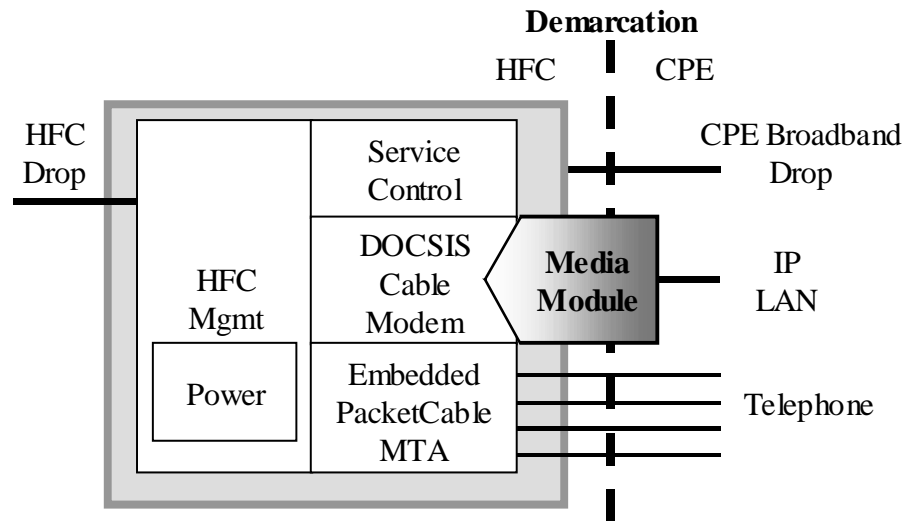 Demarcation
HFC
CPE
HFC
Drop
Service
Control
CPE Broadband
Drop
HFC
Mgmt
DOCSIS
Cable
Modem
Media
Module
IP
LAN
Power
Embedded
PacketCable
MTA
Telephone